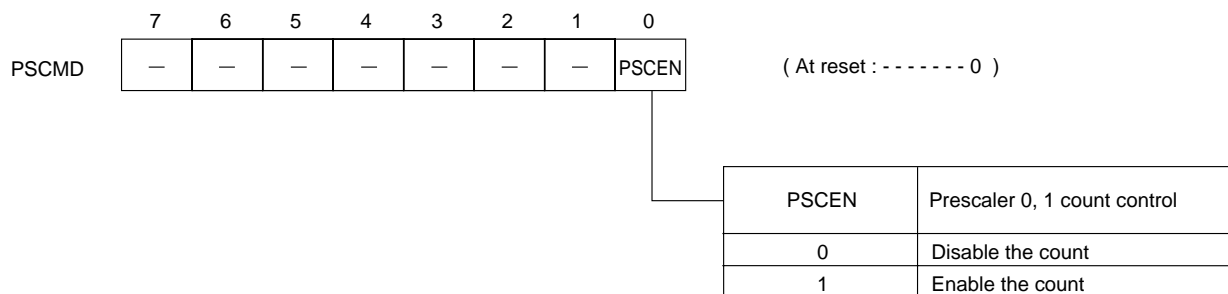 7 6 5 4 3 2 1 0
PSCMD — — — — — — — PSCEN ( At reset : - - - - - - - 0 )
PSCEN Prescaler 0, 1 count control
0 Disable the count
1 Enable the count